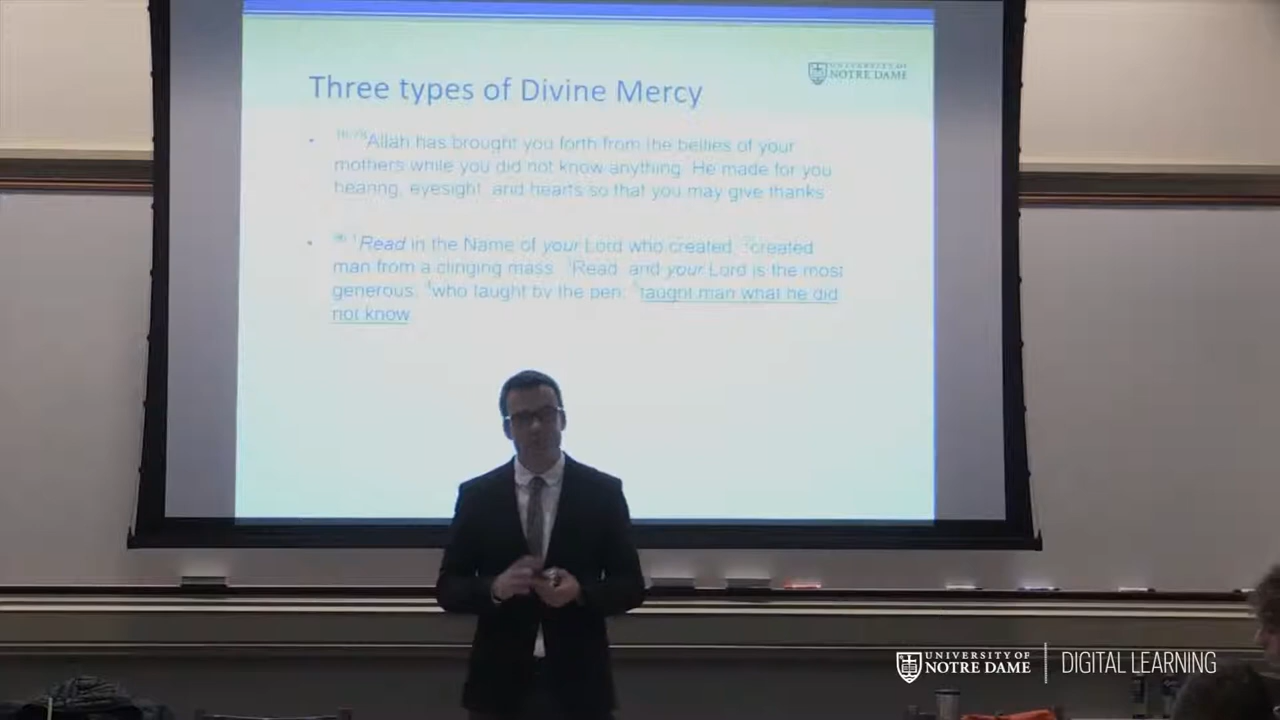 UNIVERSITY OF
NOTRE DAME
Three types of Divine Mercy
• Allah has brought you forth from the bellies of your
mothers while you did not know anything. He made for you
hearing, eyesight, and hearts so that you may give thanks
• Read in the Name of your Lord who created, created
man from a clinging mass. Read, and your Lord is the most
generous, who taught by the pen; taught man what he did
not know
UNIVERSITY OF
NOTRE DAME
DIGITAL LEARNING